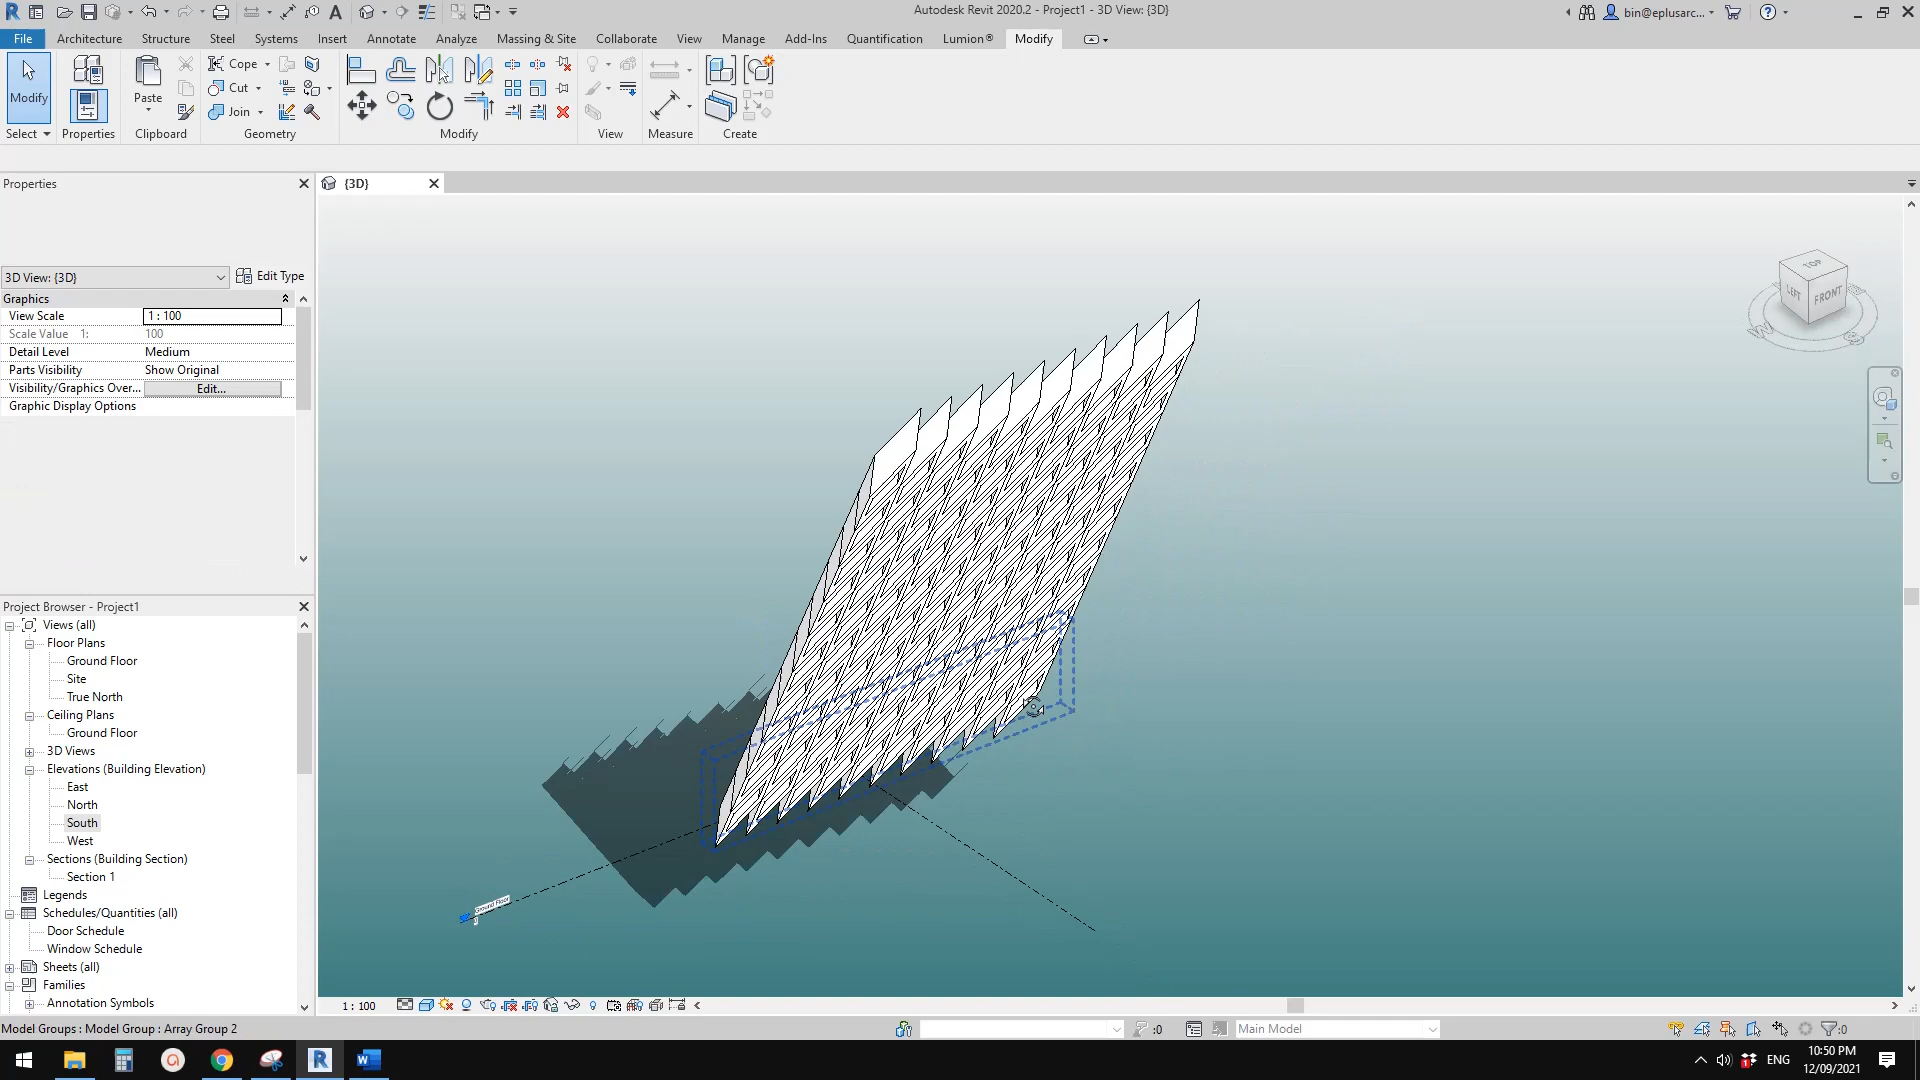 Autodesk Revit 2020.2 - Project1 - 3D View: {3D}
bin@eplusarc...
File
Architecture
Structure
Steel
Systems
Insert
Annotate
Analyze
Massing & Site
Collaborate
View
Manage
Add-Ins
Quantification
Lumion®
Modify
Modify
Select
Properties
Paste
Clipboard
Cope
Cut
Join
Geometry
Modify
View
Measure
Create
Properties
{3D}
3D View: {3D}
Edit Type
Graphics
View Scale
1 : 100
Scale Value 1:
100
Detail Level
Medium
Parts Visibility
Show Original
Visibility/Graphics Over...
Edit...
Graphic Display Options
TOP
LEFT
FRONT
W
Project Browser - Project1
Views (all)
Floor Plans
Ground Floor
Site
True North
Ceiling Plans
Ground Floor
3D Views
Elevations (Building Elevation)
East
North
South
West
Sections (Building Section)
Section 1
Legends
Schedules/Quantities (all)
Door Schedule
Window Schedule
Sheets (all)
Families
Annotation Symbols
Ground Floor
1 : 100
Model Groups : Model Group : Array Group 2
:0
Main Model
:0
ENG
10:50 PM
12/09/2021